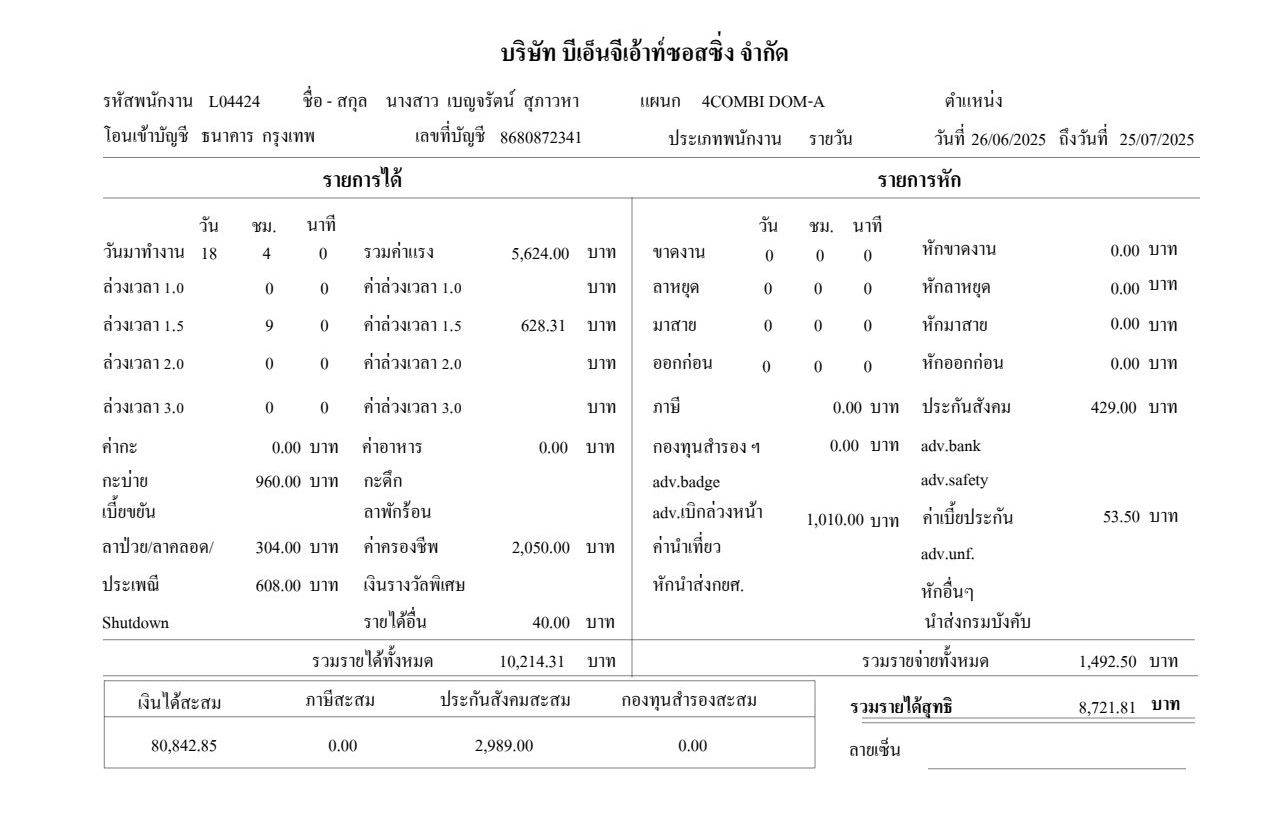 บริษัท บีเอ็นจีเอ้าท์ซอสซิ่ง จำกัด
รหัสพนักงาน L04424 ชื่อ - สกุล นางสาว เบญจรัตน์ สุภาวหา แผนก 4COMBI DOM-A ตำแหน่ง
โอนเข้าบัญชี ธนาคาร กรุงเทพ เลขที่บัญชี 8680872341 ประเภทพนักงาน รายวัน วันที่ 26/06/2025 ถึงวันที่ 25/07/2025
รายการได้ รายการหัก
วัน ชม. นาที วัน ชม. นาที
วันมาทำงาน 18 4 0 รวมค่าแรง 5,624.00 บาท ขาดงาน 0 0 0 หักขาดงาน 0.00 บาท
ล่วงเวลา 1.0 0 0 ค่าล่วงเวลา 1.0 บาท ลาหยุด 0 0 0 หักลาหยุด 0.00 บาท
ล่วงเวลา 1.5 9 0 ค่าล่วงเวลา 1.5 628.31 บาท มาสาย 0 0 0 หักมาสาย 0.00 บาท
ล่วงเวลา 2.0 0 0 ค่าล่วงเวลา 2.0 บาท ออกก่อน 0 0 0 หักออกก่อน 0.00 บาท
ล่วงเวลา 3.0 0 0 ค่าล่วงเวลา 3.0 บาท ภาษี 0.00 บาท ประกันสังคม 429.00 บาท
ค่ากะ 0.00 บาท ค่าอาหาร 0.00 บาท กองทุนสำรอง ฯ 0.00 บาท adv.bank
กะบ่าย 960.00 บาท กะดึก adv.badge adv.safety
เบี้ยขยัน ลาพักร้อน adv.เบิกล่วงหน้า 1,010.00 บาท ค่าเบี้ยประกัน 53.50 บาท
ลาป่วย/ลาคลอด/ 304.00 บาท ค่าครองชีพ 2,050.00 บาท ค่านำเที่ยว adv.unf.
ประเพณี 608.00 บาท เงินรางวัลพิเศษ หักนำส่งกยศ. หักอื่นๆ
Shutdown รายได้อื่น 40.00 บาท นำส่งกรมบังคับ
รวมรายได้ทั้งหมด 10,214.31 บาท รวมรายจ่ายทั้งหมด 1,492.50 บาท
เงินได้สะสม ภาษีสะสม ประกันสังคมสะสม กองทุนสำรองสะสม รวมรายได้สุทธิ 8,721.81 บาท
80,842.85 0.00 2,989.00 0.00 ลายเซ็น